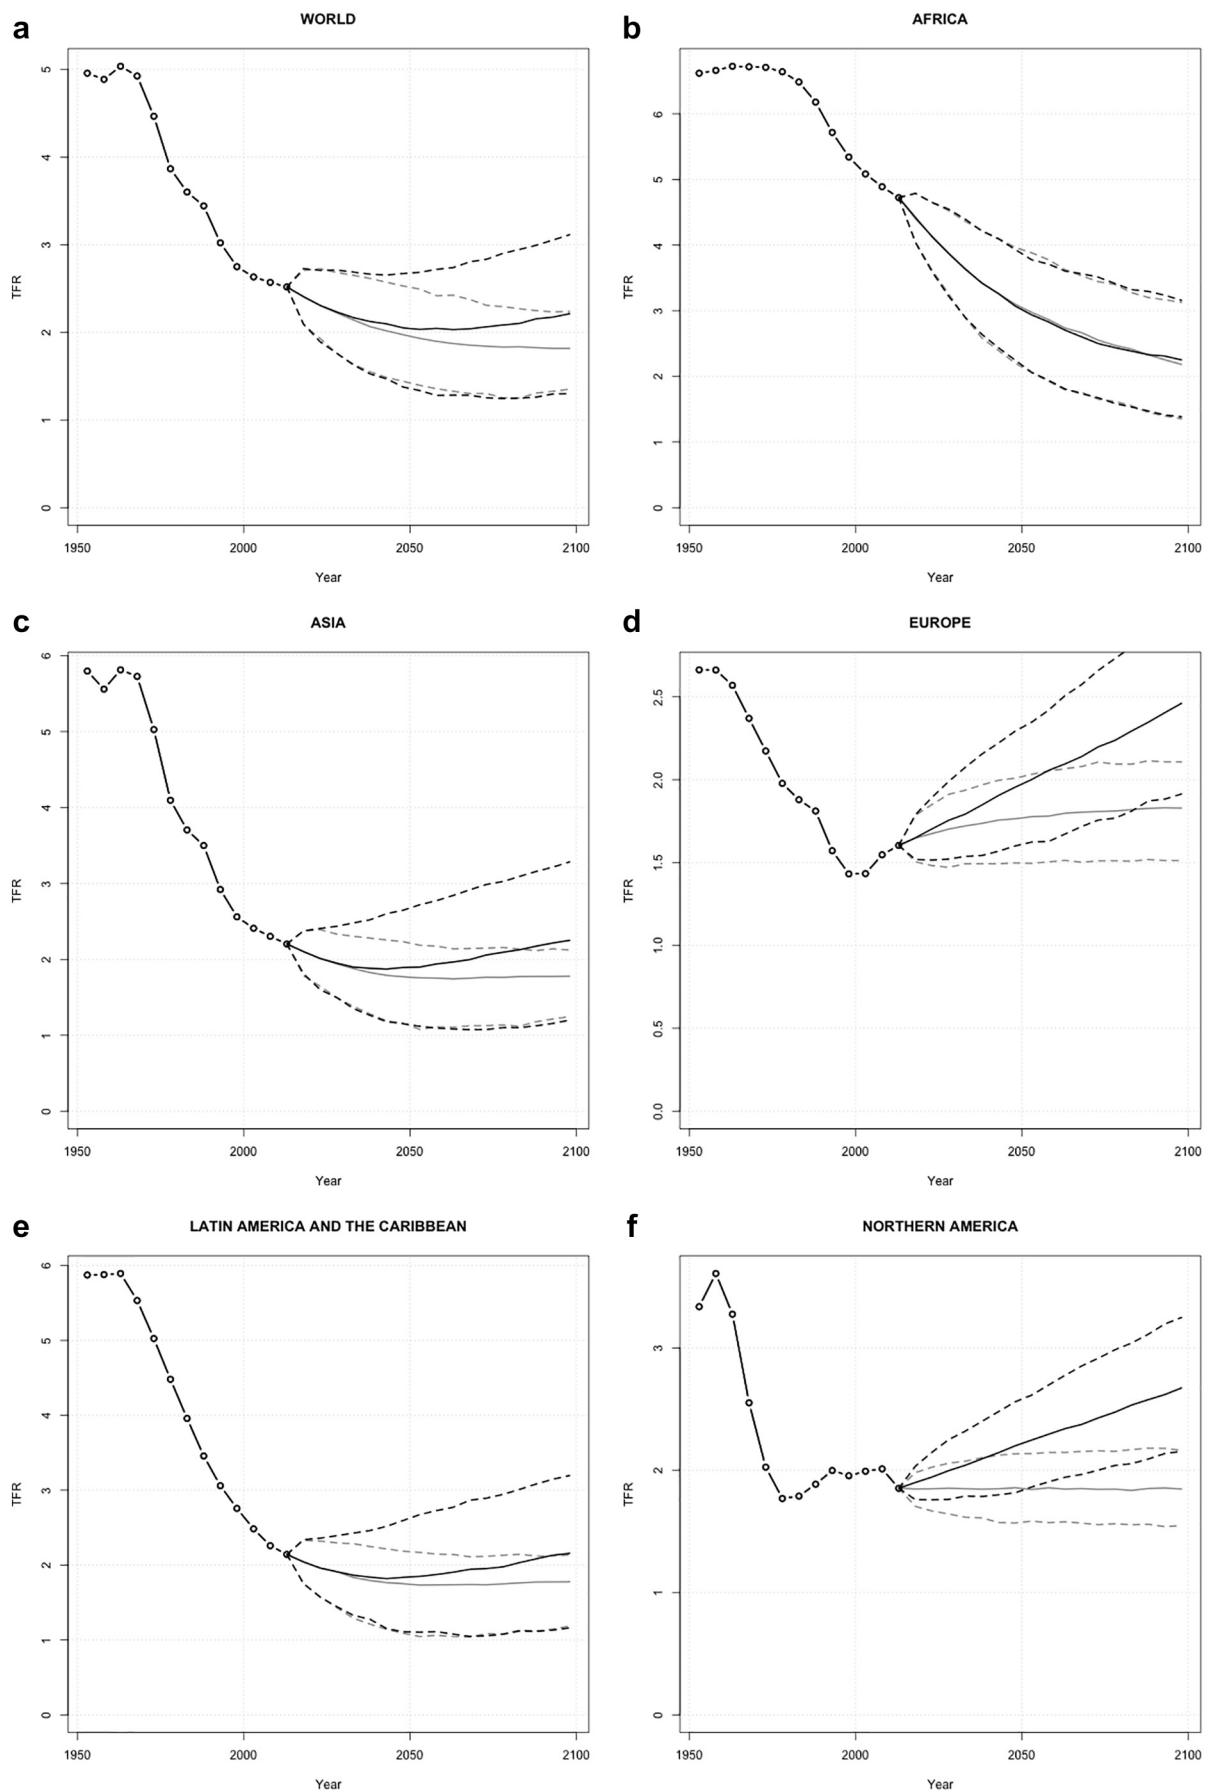 a
WORLD
TFR
5
4
3
2
1
0
1950 2000 2050 2100
Year
b
AFRICA
TFR
6
5
4
3
2
1
0
1950 2000 2050 2100
Year
c
ASIA
TFR
6
5
4
3
2
1
0
1950 2000 2050 2100
Year
d
EUROPE
TFR
2.5
2.0
1.5
1.0
0.5
0.0
1950 2000 2050 2100
Year
e
LATIN AMERICA AND THE CARIBBEAN
TFR
6
5
4
3
2
1
0
1950 2000 2050 2100
Year
f
NORTHERN AMERICA
TFR
3
2
1
0
1950 2000 2050 2100
Year